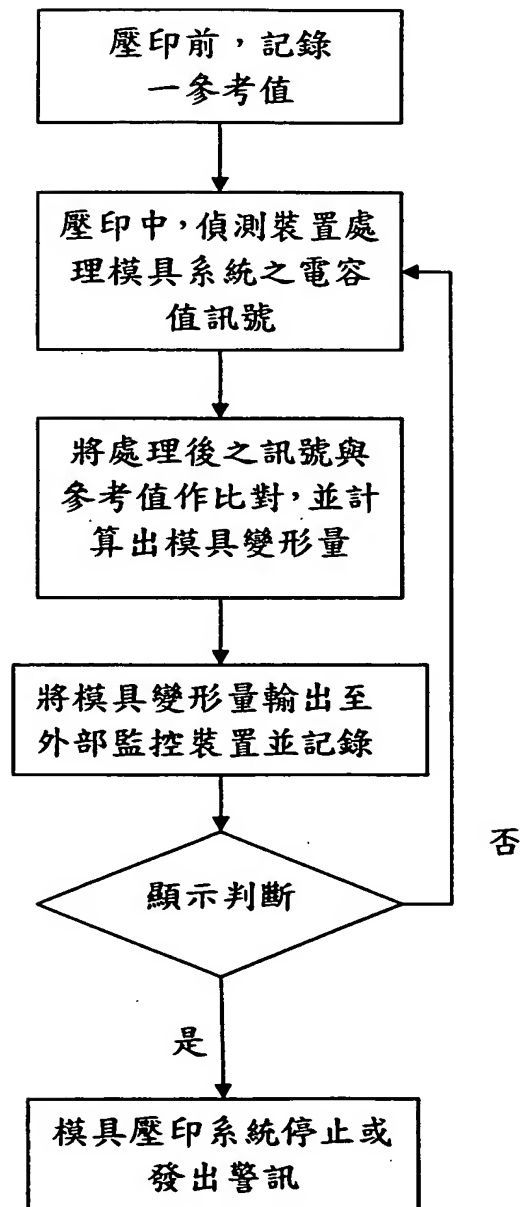 壓印前，記錄
一參考值
壓印中，偵測裝置處
理模具系統之電容
值訊號
將處理後之訊號與
參考值作比對，並計
算出模具變形量
將模具變形量輸出至
外部監控裝置並記錄
顯示判斷
否
是
模具壓印系統停止或
發出警訊